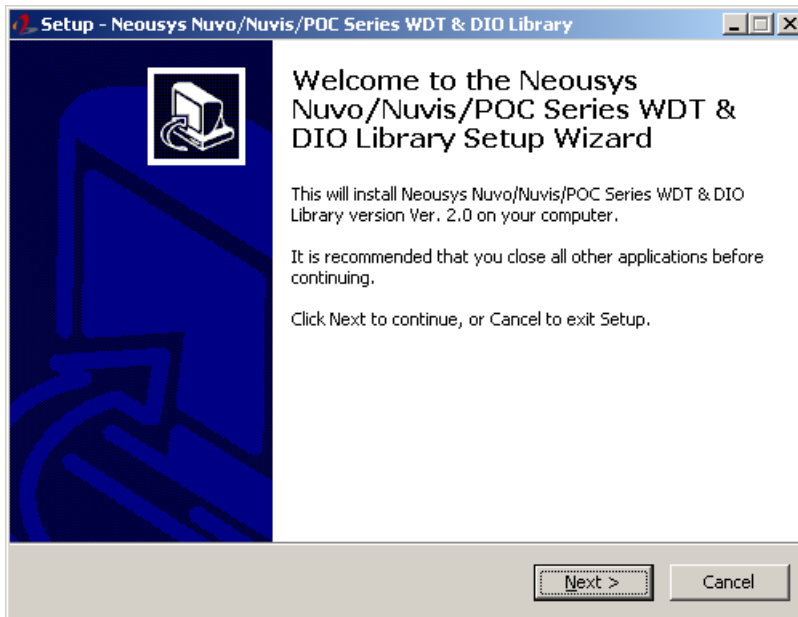 Setup - Neousys Nuvo/Nuvis/POC Series WDT & DIO Library
Welcome to the Neousys
Nuvo/Nuvis/POC Series WDT &
DIO Library Setup Wizard
This will install Neousys Nuvo/Nuvis/POC Series WDT & DIO
Library version Ver. 2.0 on your computer.
It is recommended that you close all other applications before
continuing.
Click Next to continue, or Cancel to exit Setup.
Next >
Cancel